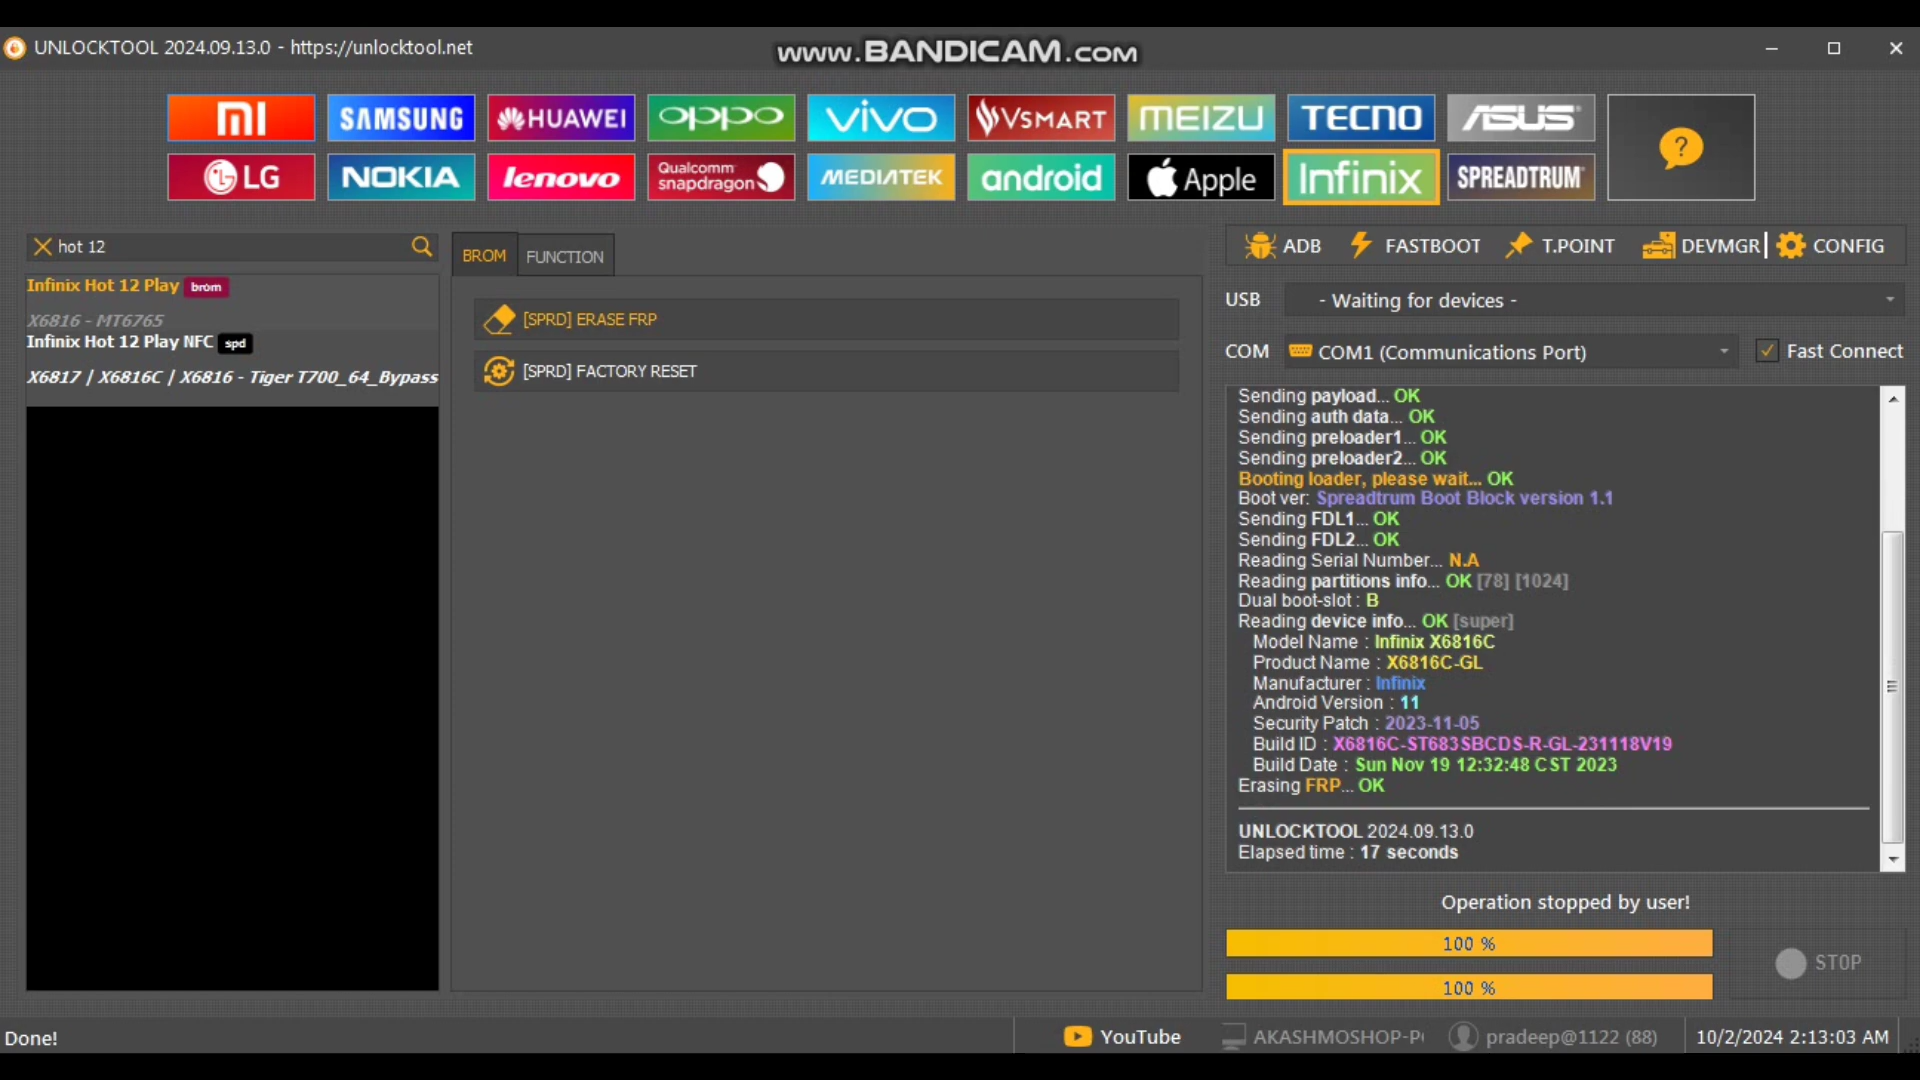 UNLOCKTOOL 2024.09.13.0 - https://unlocktool.net
www.BANDICAM.com
MI SAMSUNG HUAWEI oppo vivo VSMART MEIZU TECNO ASUS
LG NOKIA lenovo Qualcomm snapdragon MEDIATEK android Apple Infinix SPREADTRUM
?
hot 12
Infinix Hot 12 Play brom
X6816 - MT6765
Infinix Hot 12 Play NFC spd
X6817 | X6816C | X6816 - Tiger T700_64_Bypass
BROM FUNCTION
[SPRD] ERASE FRP
[SPRD] FACTORY RESET
ADB FASTBOOT T.POINT DEVMGR CONFIG
USB - Waiting for devices -
COM COM1 (Communications Port) Fast Connect
Sending payload... OK
Sending auth data... OK
Sending preloader1... OK
Sending preloader2... OK
Booting loader, please wait... OK
Boot ver: Spreadtrum Boot Block version 1.1
Sending FDL1... OK
Sending FDL2... OK
Reading Serial Number... N.A
Reading partitions info... OK [78] [1024]
Dual boot-slot : B
Reading device info... OK [super]
Model Name : Infinix X6816C
Product Name : X6816C-GL
Manufacturer : Infinix
Android Version : 11
Security Patch : 2023-11-05
Build ID : X6816C-ST683SBCDS-R-GL-231118V19
Build Date : Sun Nov 19 12:32:48 CST 2023
Erasing FRP... OK
UNLOCKTOOL 2024.09.13.0
Elapsed time : 17 seconds
Operation stopped by user!
100 %
STOP
100 %
Done!
YouTube
AKASHMOSHOP-P
pradeep@1122 (88)
10/2/2024 2:13:03 AM